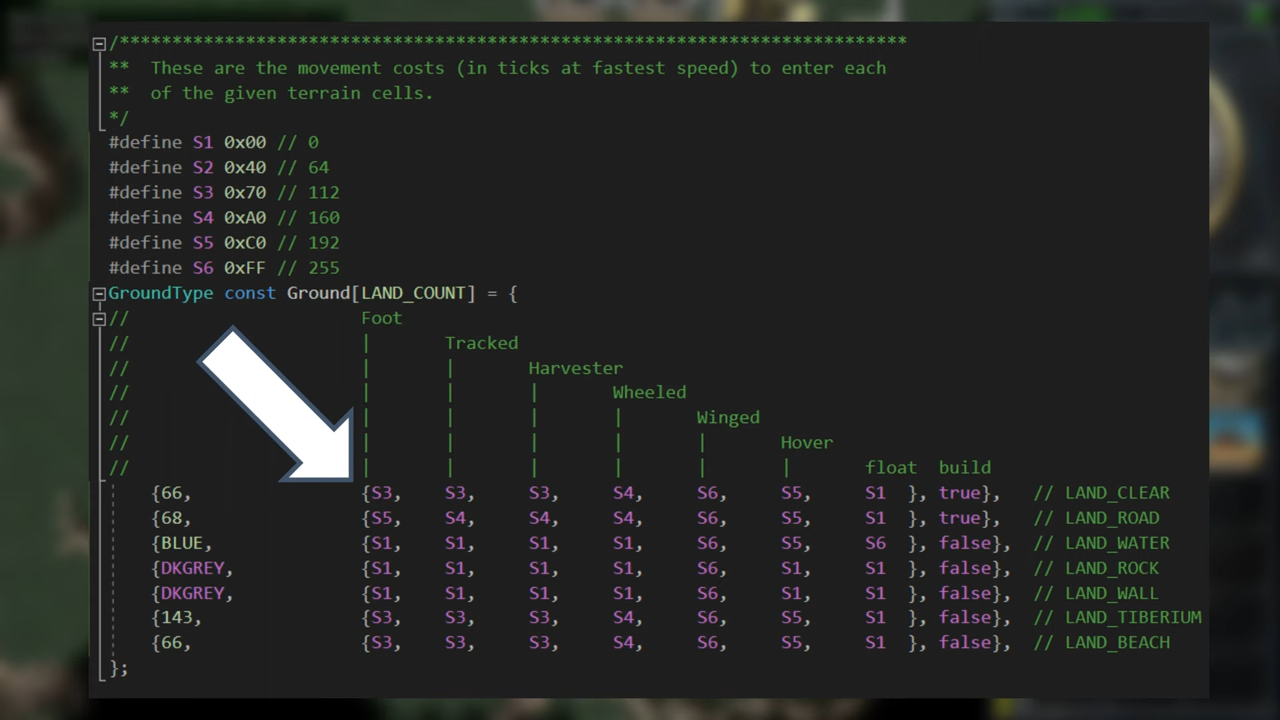 /***************************************************************************
** These are the movement costs (in ticks at fastest speed) to enter each
** of the given terrain cells.
*/
#define S1 0x00 // 0
#define S2 0x40 // 64
#define S3 0x70 // 112
#define S4 0xA0 // 160
#define S5 0xC0 // 192
#define S6 0xFF // 255
GroundType const Ground[LAND_COUNT] = {
// Foot
// | Tracked
// | | Harvester
// | | | Wheeled
// | | | | Winged
// | | | | | Hover
// | | | | | | float build
{66, {S3, S3, S3, S4, S6, S5, S1 }, true}, // LAND_CLEAR
{68, {S5, S4, S4, S4, S6, S5, S1 }, true}, // LAND_ROAD
{BLUE, {S1, S1, S1, S1, S6, S5, S6 }, false}, // LAND_WATER
{DKGREY, {S1, S1, S1, S1, S6, S1, S1 }, false}, // LAND_ROCK
{DKGREY, {S1, S1, S1, S1, S6, S1, S1 }, false}, // LAND_WALL
{143, {S3, S3, S3, S4, S6, S5, S1 }, false}, // LAND_TIBERIUM
{66, {S3, S3, S3, S4, S6, S5, S1 }, false}, // LAND_BEACH
};